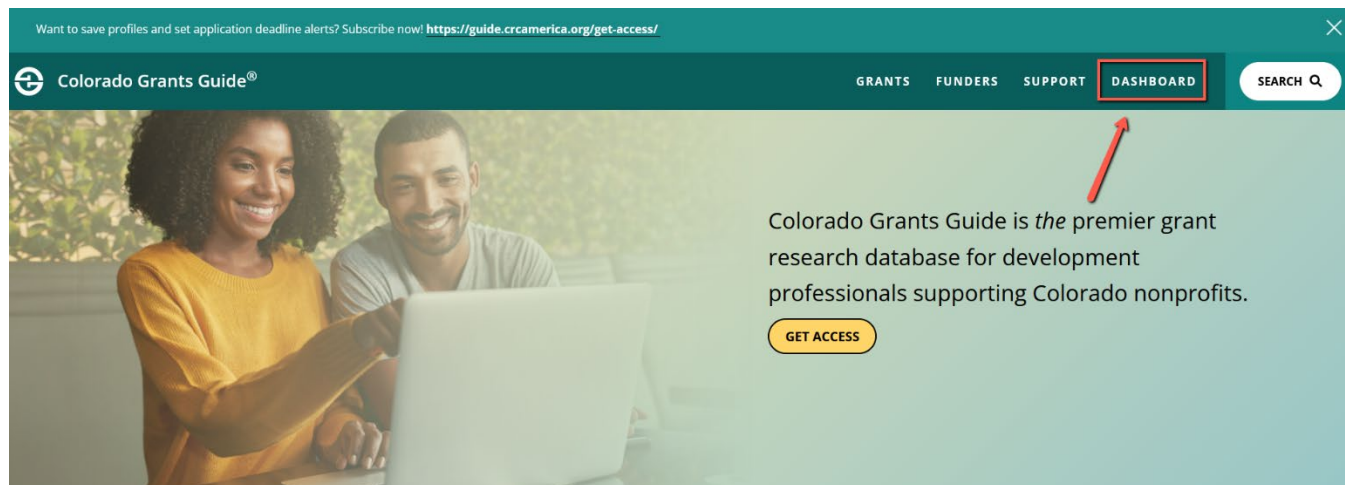 Want to save profiles and set application deadline alerts? Subscribe now! https://guide.crcamerica.org/get-access/
Colorado Grants Guide®
GRANTS FUNDERS SUPPORT DASHBOARD SEARCH
Colorado Grants Guide is the premier grant
research database for development
professionals supporting Colorado nonprofits.
GET ACCESS